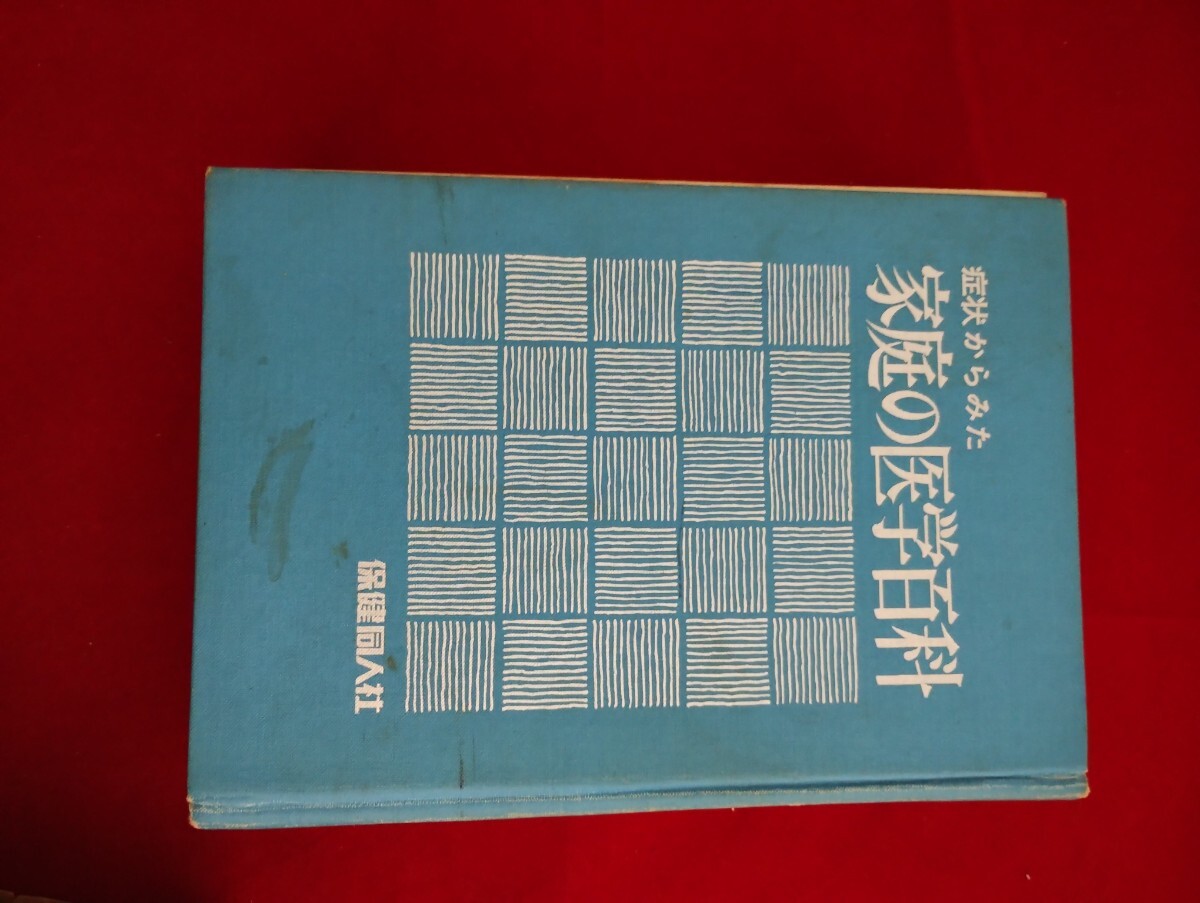 症状からみた
家庭の医学百科
保健同人社